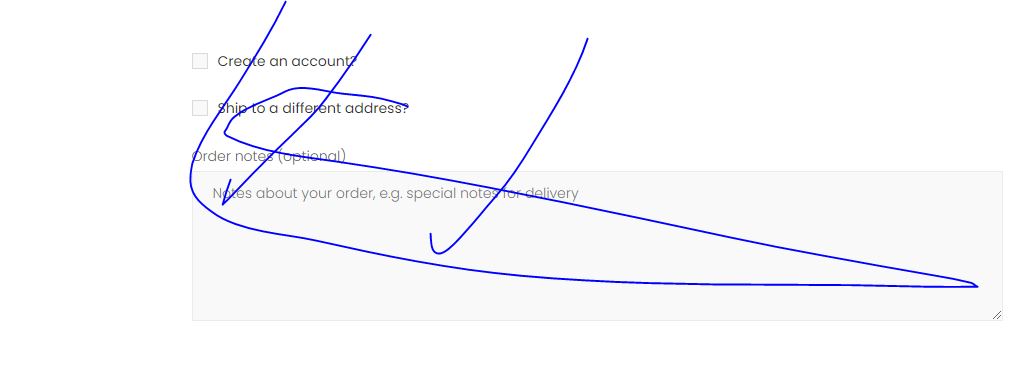 Create an account?
Ship to a different address?
Order notes (optional)
Notes about your order, e.g. special notes for delivery